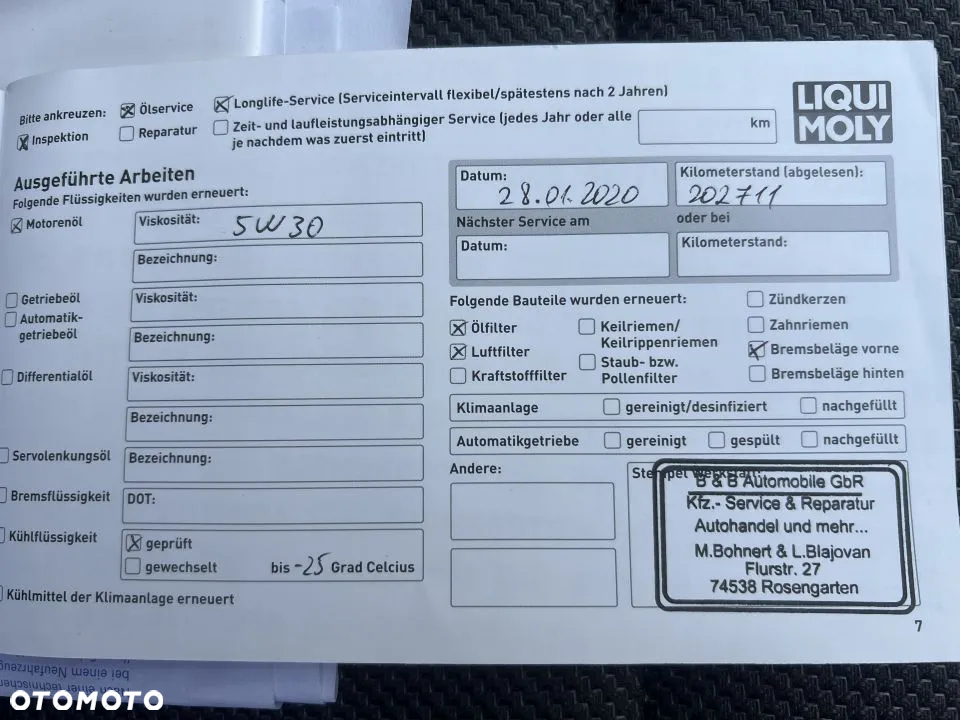 Bitte ankreuzen: Ölservice Longlife-Service (Serviceintervall flexibel/spätestens nach 2 Jahren)
Inspektion Reparatur Zeit- und laufleistungsabhängiger Service (jedes Jahr oder alle km
je nachdem was zuerst eintritt)
LIQUI
MOLY
Ausgeführte Arbeiten
Folgende Flüssigkeiten wurden erneuert:
Motorenöl Viskosität: 5W30
Bezeichnung:
Getriebeöl Viskosität:
Automatik-
getriebeöl Bezeichnung:
Differentialöl Viskosität:
Bezeichnung:
Servolenkungsöl Bezeichnung:
Bremsflüssigkeit DOT:
Kühlflüssigkeit geprüft
gewechselt bis -25 Grad Celcius
Kühlmittel der Klimaanlage erneuert
Datum: Kilometerstand (abgelesen):
28.01.2020 202711
Nächster Service am oder bei
Datum: Kilometerstand:
Folgende Bauteile wurden erneuert: Zündkerzen
Ölfilter Keilriemen/ Zahnriemen
Keilrippenriemen
Luftfilter Staub- bzw. Bremsbeläge vorne
Kraftstofffilter Pollenfilter Bremsbeläge hinten
Klimaanlage gereinigt/desinfiziert nachgefüllt
Automatikgetriebe gereinigt gespült nachgefüllt
Andere: Stempel Werkstatt:
B & B Automobile GbR
Kfz.- Service & Reparatur
Autohandel und mehr...
M.Bohnert & L.Blajovan
Flurstr. 27
74538 Rosengarten
7
bei einem Neufahrzeug
OTOMOTO